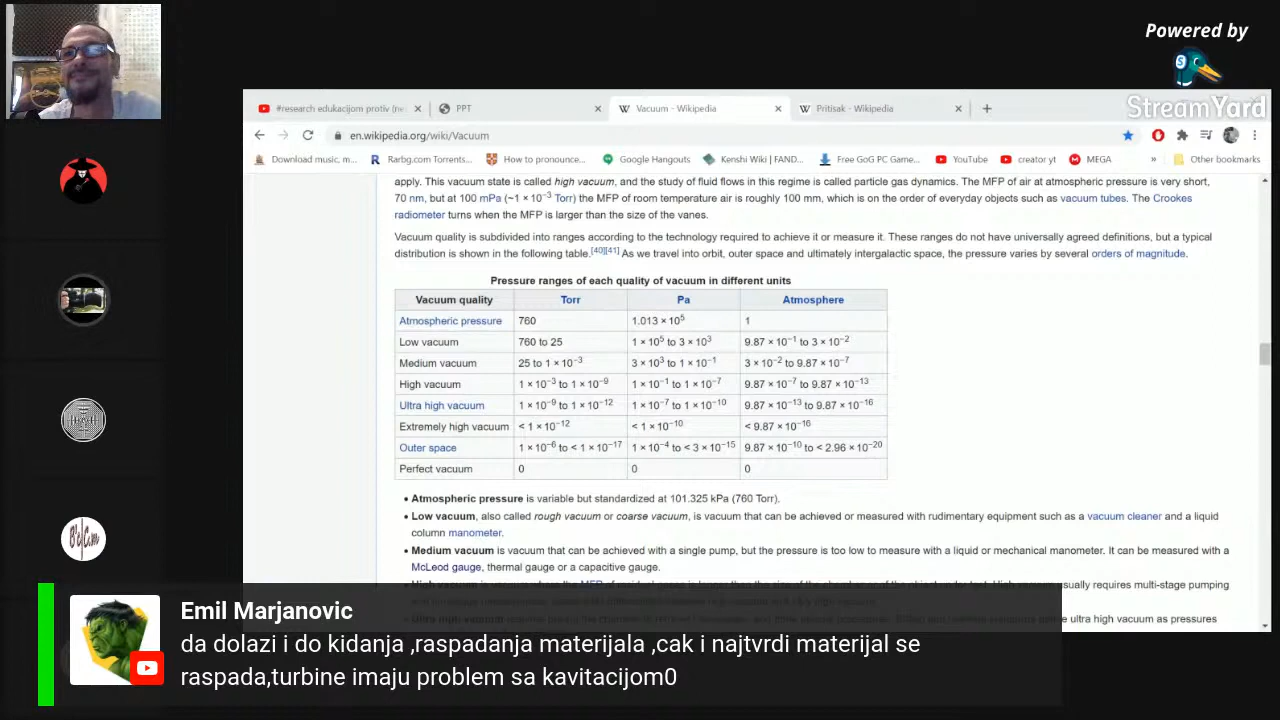 Powered by
StreamYard
#research edukacijom protiv (ne
PPT
Vacuum - Wikipedia
Pritisak - Wikipedia
en.wikipedia.org/wiki/Vacuum
Download music, m...
Rarbg.com Torrents...
How to pronounce...
Google Hangouts
Kenshi Wiki | FAND...
Free GoG PC Game...
YouTube
creator yt
MEGA
Other bookmarks
apply. This vacuum state is called high vacuum, and the study of fluid flows in this regime is called particle gas dynamics. The MFP of air at atmospheric pressure is very short,
70 nm, but at 100 mPa (~1 × 10⁻³ Torr) the MFP of room temperature air is roughly 100 mm, which is on the order of everyday objects such as vacuum tubes. The Crookes
radiometer turns when the MFP is larger than the size of the vanes.
Vacuum quality is subdivided into ranges according to the technology required to achieve it or measure it. These ranges do not have universally agreed definitions, but a typical
distribution is shown in the following table.[40][41] As we travel into orbit, outer space and ultimately intergalactic space, the pressure varies by several orders of magnitude.
Pressure ranges of each quality of vacuum in different units
Vacuum quality Torr Pa Atmosphere
Atmospheric pressure 760 1.013 × 10⁵ 1
Low vacuum 760 to 25 1 × 10⁵ to 3 × 10³ 9.87 × 10⁻¹ to 3 × 10⁻²
Medium vacuum 25 to 1 × 10⁻³ 3 × 10³ to 1 × 10⁻¹ 3 × 10⁻² to 9.87 × 10⁻⁷
High vacuum 1 × 10⁻³ to 1 × 10⁻⁹ 1 × 10⁻¹ to 1 × 10⁻⁷ 9.87 × 10⁻⁷ to 9.87 × 10⁻¹³
Ultra high vacuum 1 × 10⁻⁹ to 1 × 10⁻¹² 1 × 10⁻⁷ to 1 × 10⁻¹⁰ 9.87 × 10⁻¹³ to 9.87 × 10⁻¹⁶
Extremely high vacuum < 1 × 10⁻¹² < 1 × 10⁻¹⁰ < 9.87 × 10⁻¹⁶
Outer space 1 × 10⁻⁶ to < 1 × 10⁻¹⁷ 1 × 10⁻⁴ to < 3 × 10⁻¹⁵ 9.87 × 10⁻¹⁰ to < 2.96 × 10⁻²⁰
Perfect vacuum 0 0 0
• Atmospheric pressure is variable but standardized at 101.325 kPa (760 Torr).
• Low vacuum, also called rough vacuum or coarse vacuum, is vacuum that can be achieved or measured with rudimentary equipment such as a vacuum cleaner and a liquid
column manometer.
• Medium vacuum is vacuum that can be achieved with a single pump, but the pressure is too low to measure with a liquid or mechanical manometer. It can be measured with a
McLeod gauge, thermal gauge or a capacitive gauge.
usually requires multi-stage pumping
ultra high vacuum as pressures
Emil Marjanovic
da dolazi i do kidanja ,raspadanja materijala ,cak i najtvrdi materijal se
raspada,turbine imaju problem sa kavitacijom0